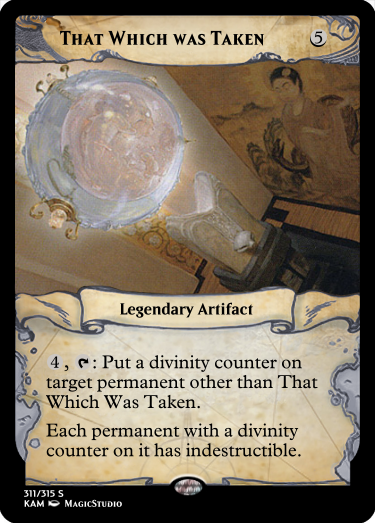 That Which was Taken 5
Legendary Artifact
4, : Put a divinity counter on
target permanent other than That
Which Was Taken.
Each permanent with a divinity
counter on it has indestructible.
311/315 S
KAM MagicStudio